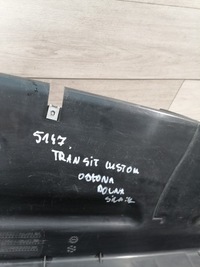 5147.
TRANSIT CUSTOM
OSŁONA
DOLNA